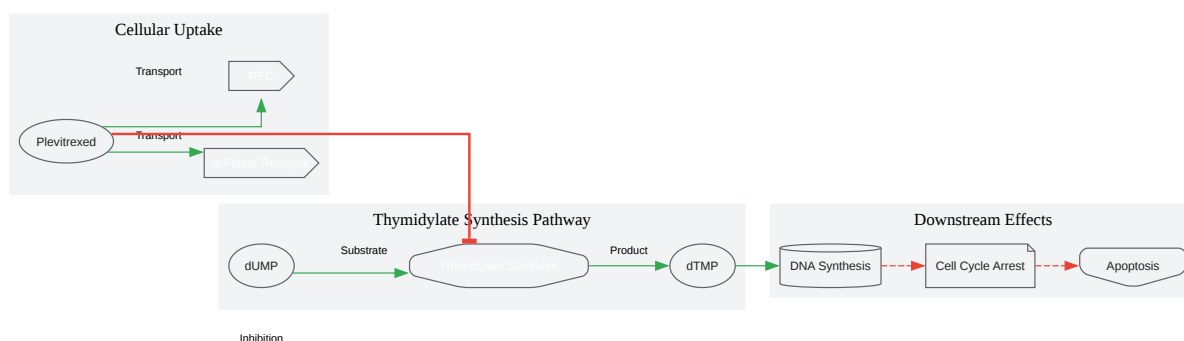 Cellular Uptake
Transport
RFC
Transport
Plevitrexed
α-Folate Receptor
Thymidylate Synthesis Pathway
Downstream Effects
Substrate
Product
dUMP
Thymidylate Synthase
dTMP
DNA Synthesis
Cell Cycle Arrest
Apoptosis
Inhibition